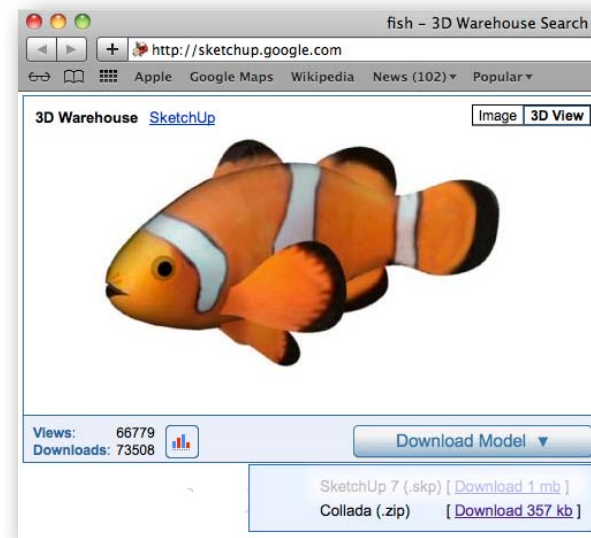 fish – 3D Warehouse Search
http://sketchup.google.com
Apple Google Maps Wikipedia News (102) ▾ Popular ▾
3D Warehouse SketchUp Image 3D View
Views: 66779
Downloads: 73508
Download Model ▼
SketchUp 7 (.skp) [ Download 1 mb ]
Collada (.zip) [ Download 357 kb ]